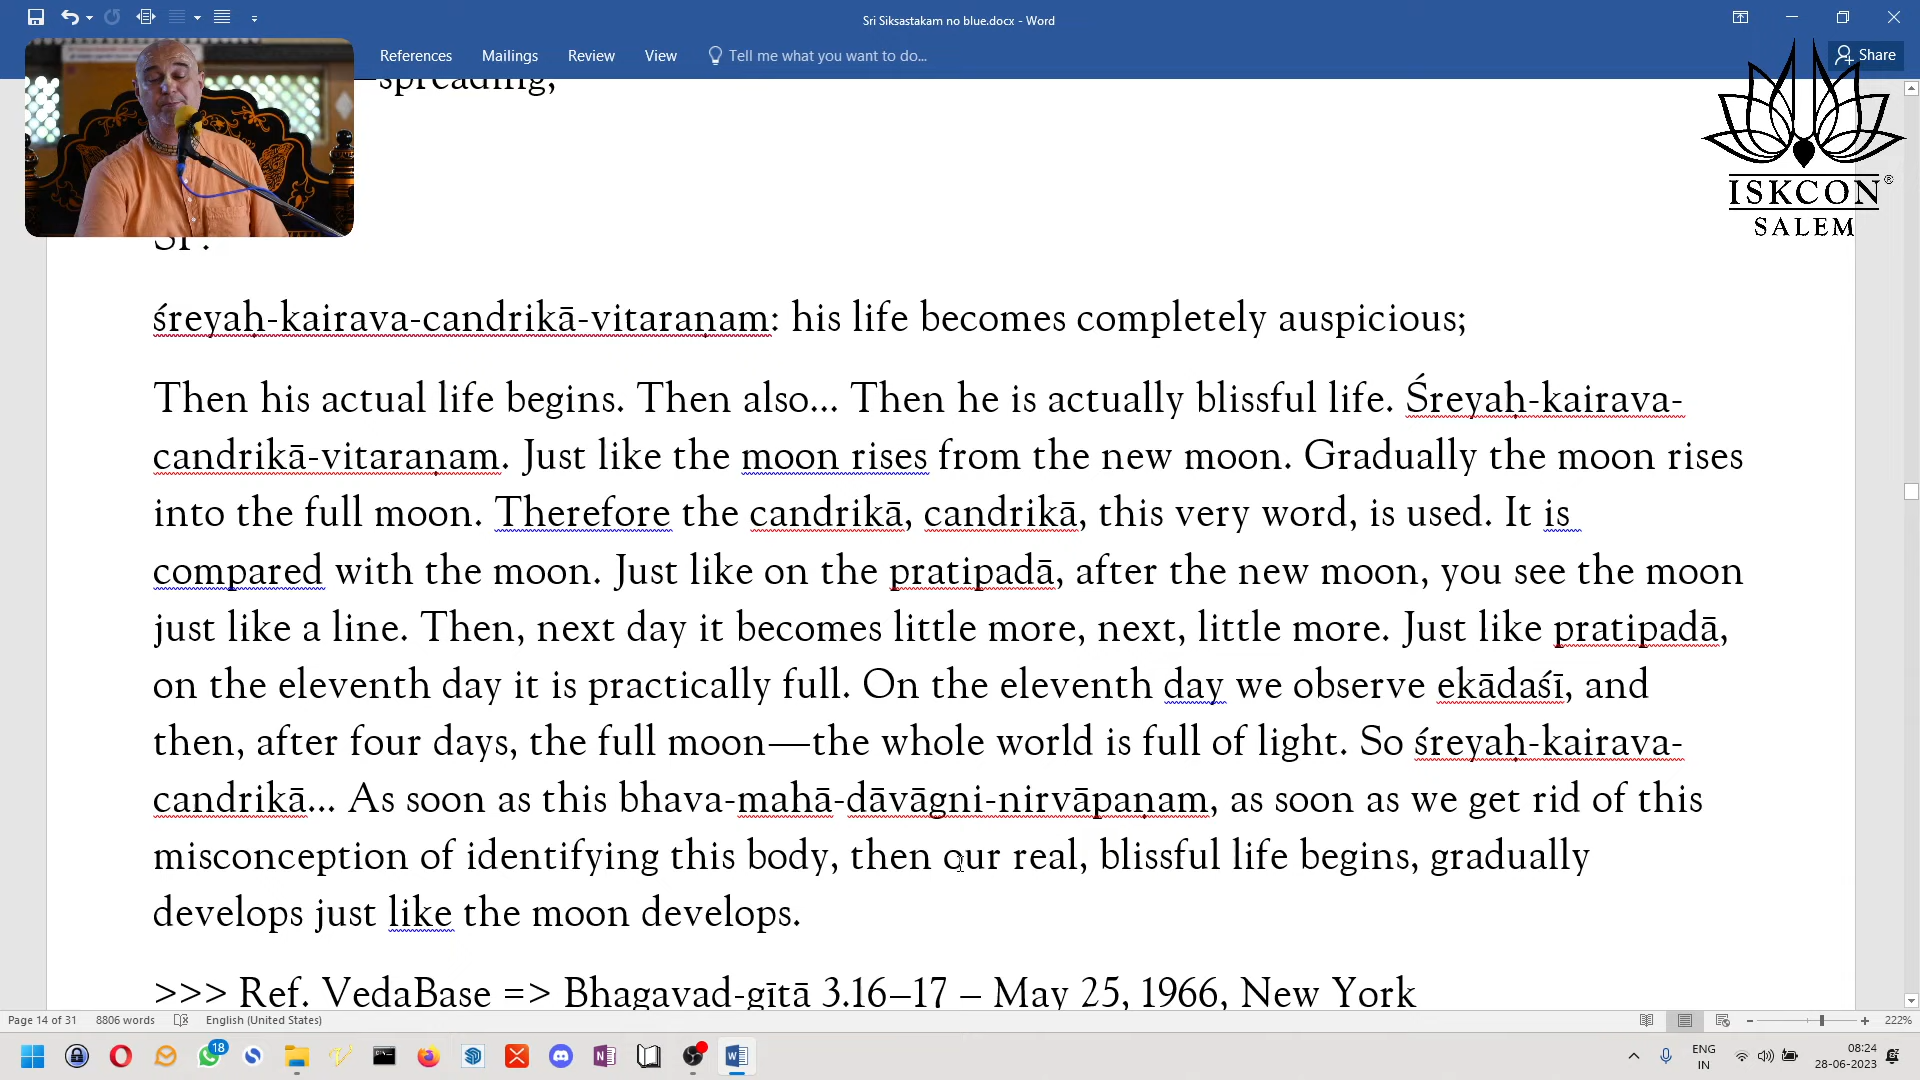 Sri Siksastakam no blue.docx - Word
References Mailings Review View Tell me what you want to do... Share
spreading;
ISKCON®
SALEM
śreyaḥ-kairava-candrikā-vitaraṇam: his life becomes completely auspicious;
Then his actual life begins. Then also... Then he is actually blissful life. Śreyaḥ-kairava-
candrikā-vitaraṇam. Just like the moon rises from the new moon. Gradually the moon rises
into the full moon. Therefore the candrikā, candrikā, this very word, is used. It is
compared with the moon. Just like on the pratipadā, after the new moon, you see the moon
just like a line. Then, next day it becomes little more, next, little more. Just like pratipadā,
on the eleventh day it is practically full. On the eleventh day we observe ekādaśī, and
then, after four days, the full moon—the whole world is full of light. So śreyaḥ-kairava-
candrikā... As soon as this bhava-mahā-dāvāgni-nirvāpaṇam, as soon as we get rid of this
misconception of identifying this body, then our real, blissful life begins, gradually
develops just like the moon develops.
>>> Ref. VedaBase => Bhagavad-gītā 3.16–17 – May 25, 1966, New York
Page 14 of 31 8806 words English (United States) 222%
18
ENG
IN
08:24
28-06-2023